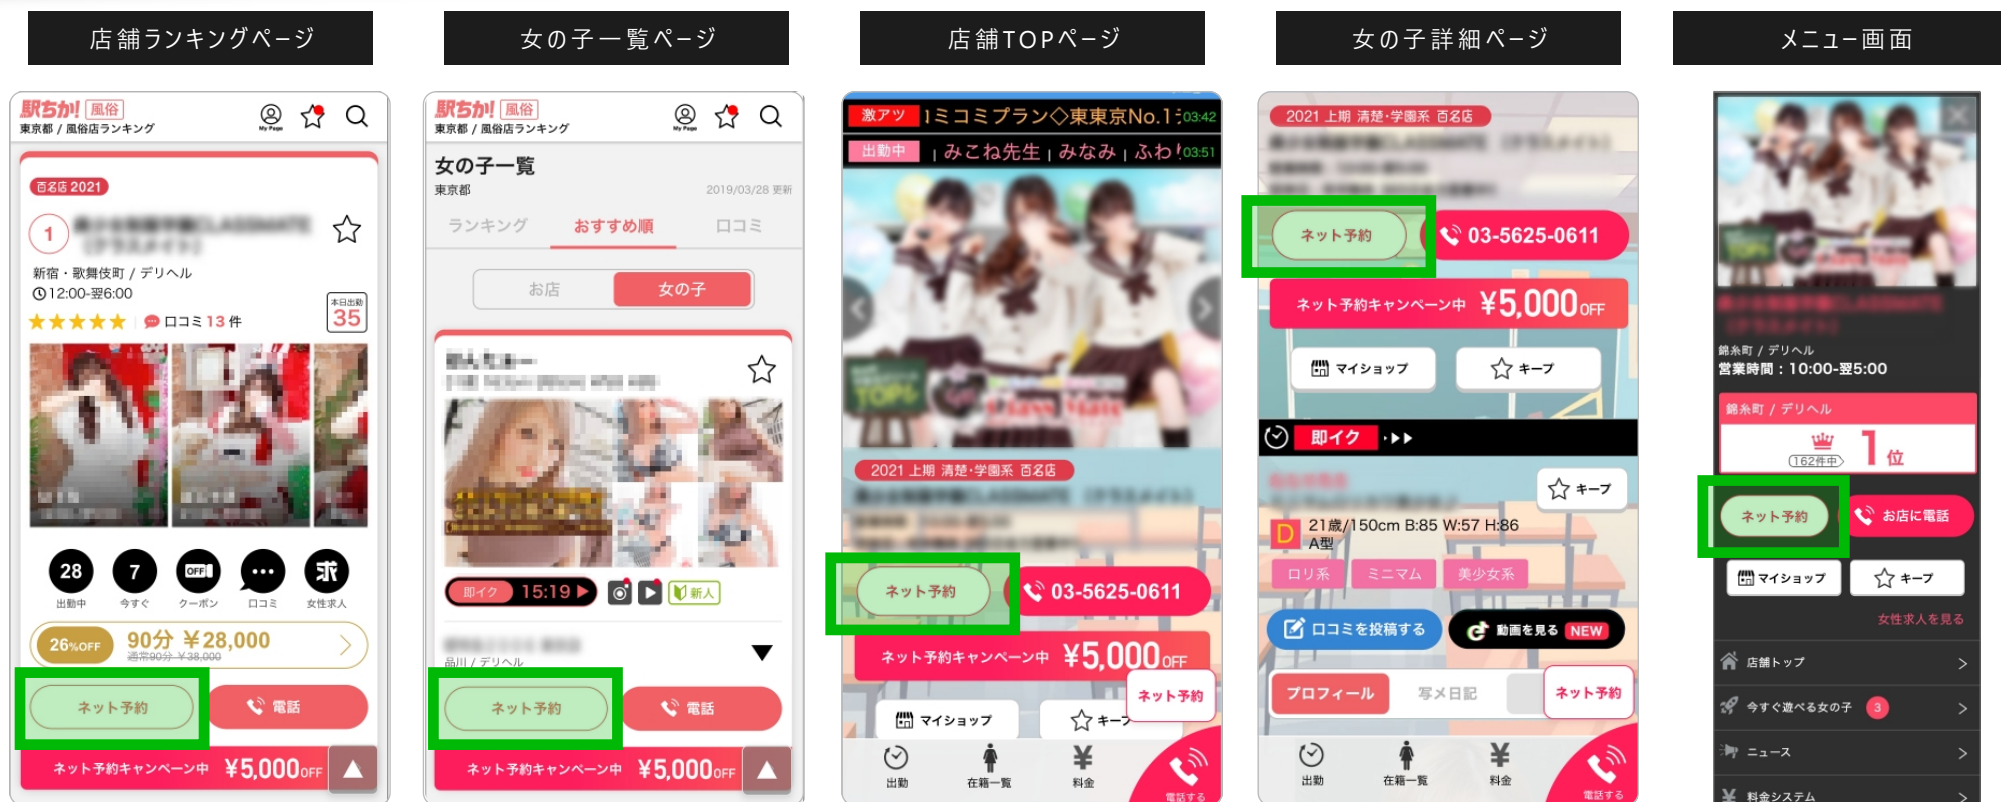 店舗ランキングページ
駅ちか! 風俗
東京都 / 風俗店ランキング
My Page
百名店 2021
1
新宿・歌舞伎町 / デリヘル
12:00-翌6:00
口コミ 13 件
本日出勤
35
28 7 OFF 求
出勤中 今すぐ クーポン 口コミ 女性求人
26%OFF 90分 ¥28,000
通常90分 ¥38,000
ネット予約 電話
ネット予約キャンペーン中 ¥5,000OFF
女の子一覧ページ
駅ちか! 風俗
東京都 / 風俗店ランキング
My Page
女の子一覧
東京都 2019/03/28 更新
ランキング おすすめ順 口コミ
お店 女の子
即イク 15:19 新人
品川 / デリヘル
ネット予約 電話
ネット予約キャンペーン中 ¥5,000OFF
店舗TOPページ
激アツ コミコミプラン◇東東京No.1 03:42
出勤中 | みこね先生 | みなみ | ふわり 03:51
2021 上期 清楚・学園系 百名店
ネット予約 03-5625-0611
ネット予約キャンペーン中 ¥5,000OFF
ネット予約
マイショップ キープ
出勤 在籍一覧 料金 電話する
女の子詳細ページ
2021 上期 清楚・学園系 百名店
ネット予約 03-5625-0611
ネット予約キャンペーン中 ¥5,000OFF
マイショップ キープ
即イク
キープ
D 21歳/150cm B:85 W:57 H:86
A型
ロリ系 ミニマム 美少女系
口コミを投稿する 動画を見る NEW
プロフィール 写メ日記 ネット予約
出勤 在籍一覧 料金 電話する
メニュー画面
錦糸町 / デリヘル
営業時間 : 10:00-翌5:00
錦糸町 / デリヘル
162件中 1位
ネット予約 お店に電話
マイショップ キープ
女性求人を見る
店舗トップ
今すぐ遊べる女の子 3
ニュース
料金システム